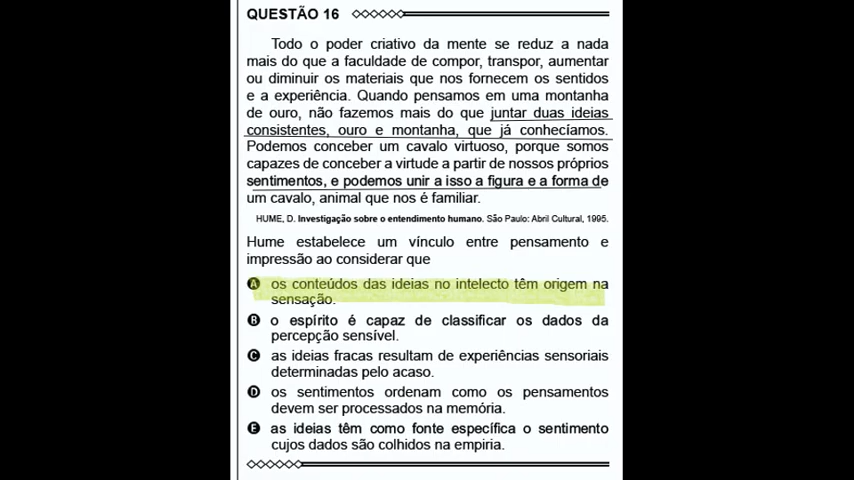 QUESTÃO 16
Todo o poder criativo da mente se reduz a nada
mais do que a faculdade de compor, transpor, aumentar
ou diminuir os materiais que nos fornecem os sentidos
e a experiência. Quando pensamos em uma montanha
de ouro, não fazemos mais do que juntar duas ideias
consistentes, ouro e montanha, que já conhecíamos.
Podemos conceber um cavalo virtuoso, porque somos
capazes de conceber a virtude a partir de nossos próprios
sentimentos, e podemos unir a isso a figura e a forma de
um cavalo, animal que nos é familiar.
HUME, D. Investigação sobre o entendimento humano. São Paulo: Abril Cultural, 1995.
Hume estabelece um vínculo entre pensamento e
impressão ao considerar que
A os conteúdos das ideias no intelecto têm origem na
sensação.
B o espírito é capaz de classificar os dados da
percepção sensível.
C as ideias fracas resultam de experiências sensoriais
determinadas pelo acaso.
D os sentimentos ordenam como os pensamentos
devem ser processados na memória.
E as ideias têm como fonte específica o sentimento
cujos dados são colhidos na empiria.